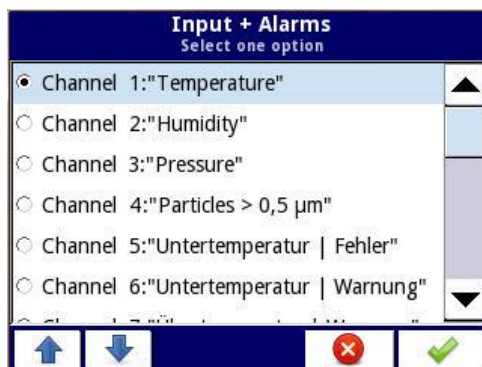 Input + Alarms
Select one option
Channel 1:"Temperature"
Channel 2:"Humidity"
Channel 3:"Pressure"
Channel 4:"Particles > 0,5 µm"
Channel 5:"Untertemperatur | Fehler"
Channel 6:"Untertemperatur | Warnung"